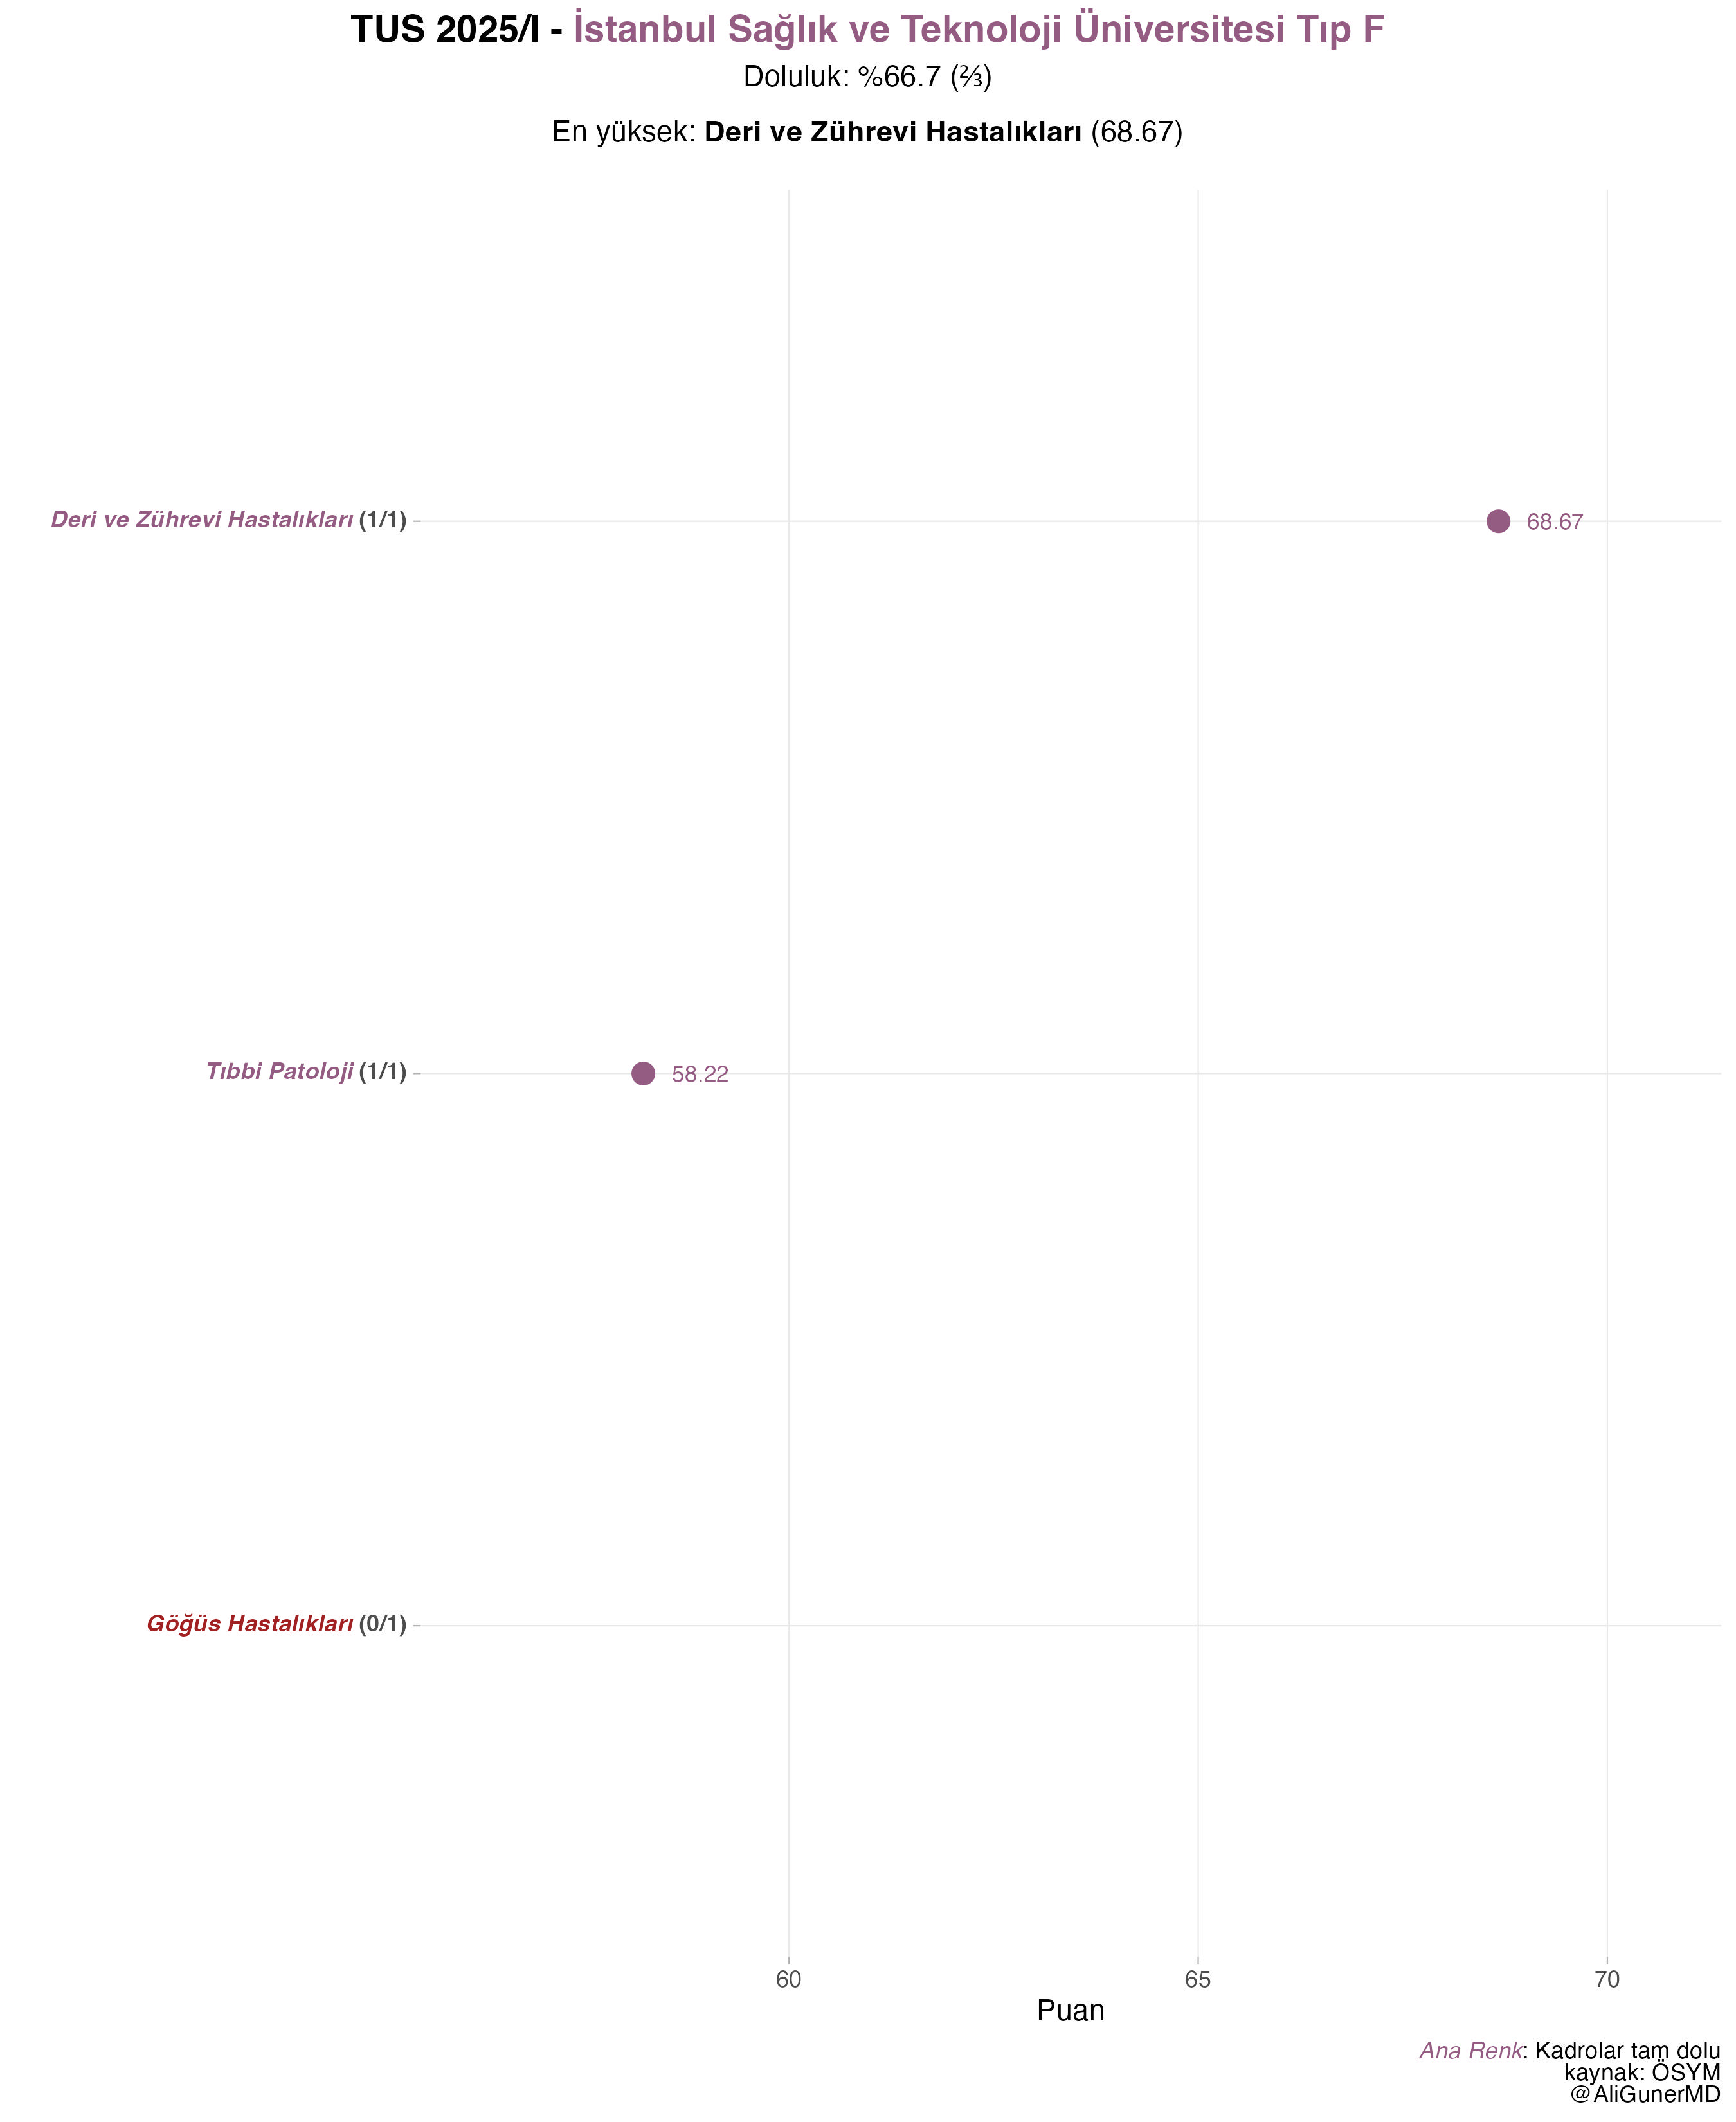 TUS 2025/I - İstanbul Sağlık ve Teknoloji Üniversitesi Tıp F
Doluluk: %66.7 (⅔)
En yüksek: Deri ve Zührevi Hastalıkları (68.67)
Deri ve Zührevi Hastalıkları (1/1)
68.67
Tıbbi Patoloji (1/1)
58.22
Göğüs Hastalıkları (0/1)
60 65 70
Puan
Ana Renk: Kadrolar tam dolu
kaynak: ÖSYM
@AliGunerMD